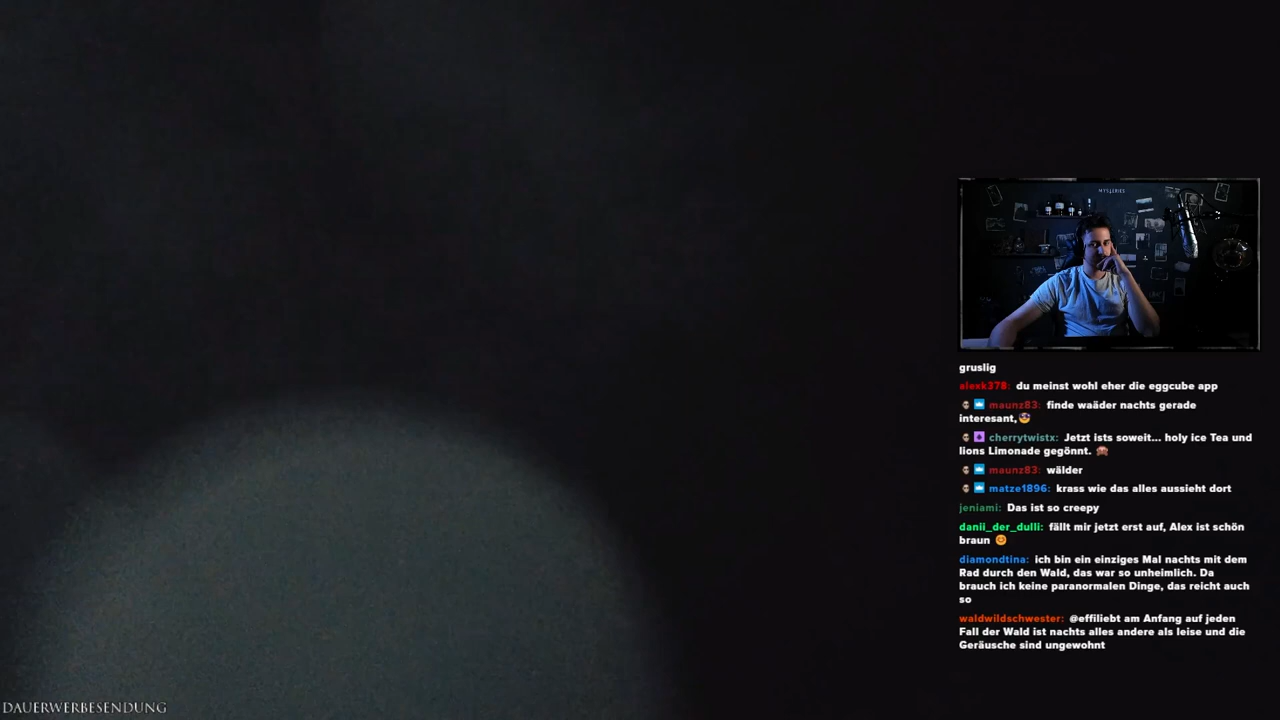 MYSTERIES
gruslig
alexk378: du meinst wohl eher die eggcube app
maunz83: finde waäder nachts gerade
interesant,
cherrytwistx: Jetzt ists soweit... holy ice Tea und
lions Limonade gegönnt.
maunz83: wälder
matze1896: krass wie das alles aussieht dort
jeniami: Das ist so creepy
danii_der_dulli: fällt mir jetzt erst auf, Alex ist schön
braun
diamondtina: ich bin ein einziges Mal nachts mit dem
Rad durch den Wald, das war so unheimlich. Da
brauch ich keine paranormalen Dinge, das reicht auch
so
waldwildschwester: @effiliebt am Anfang auf jeden
Fall der Wald ist nachts alles andere als leise und die
Geräusche sind ungewohnt
DAUERWERBESENDUNG